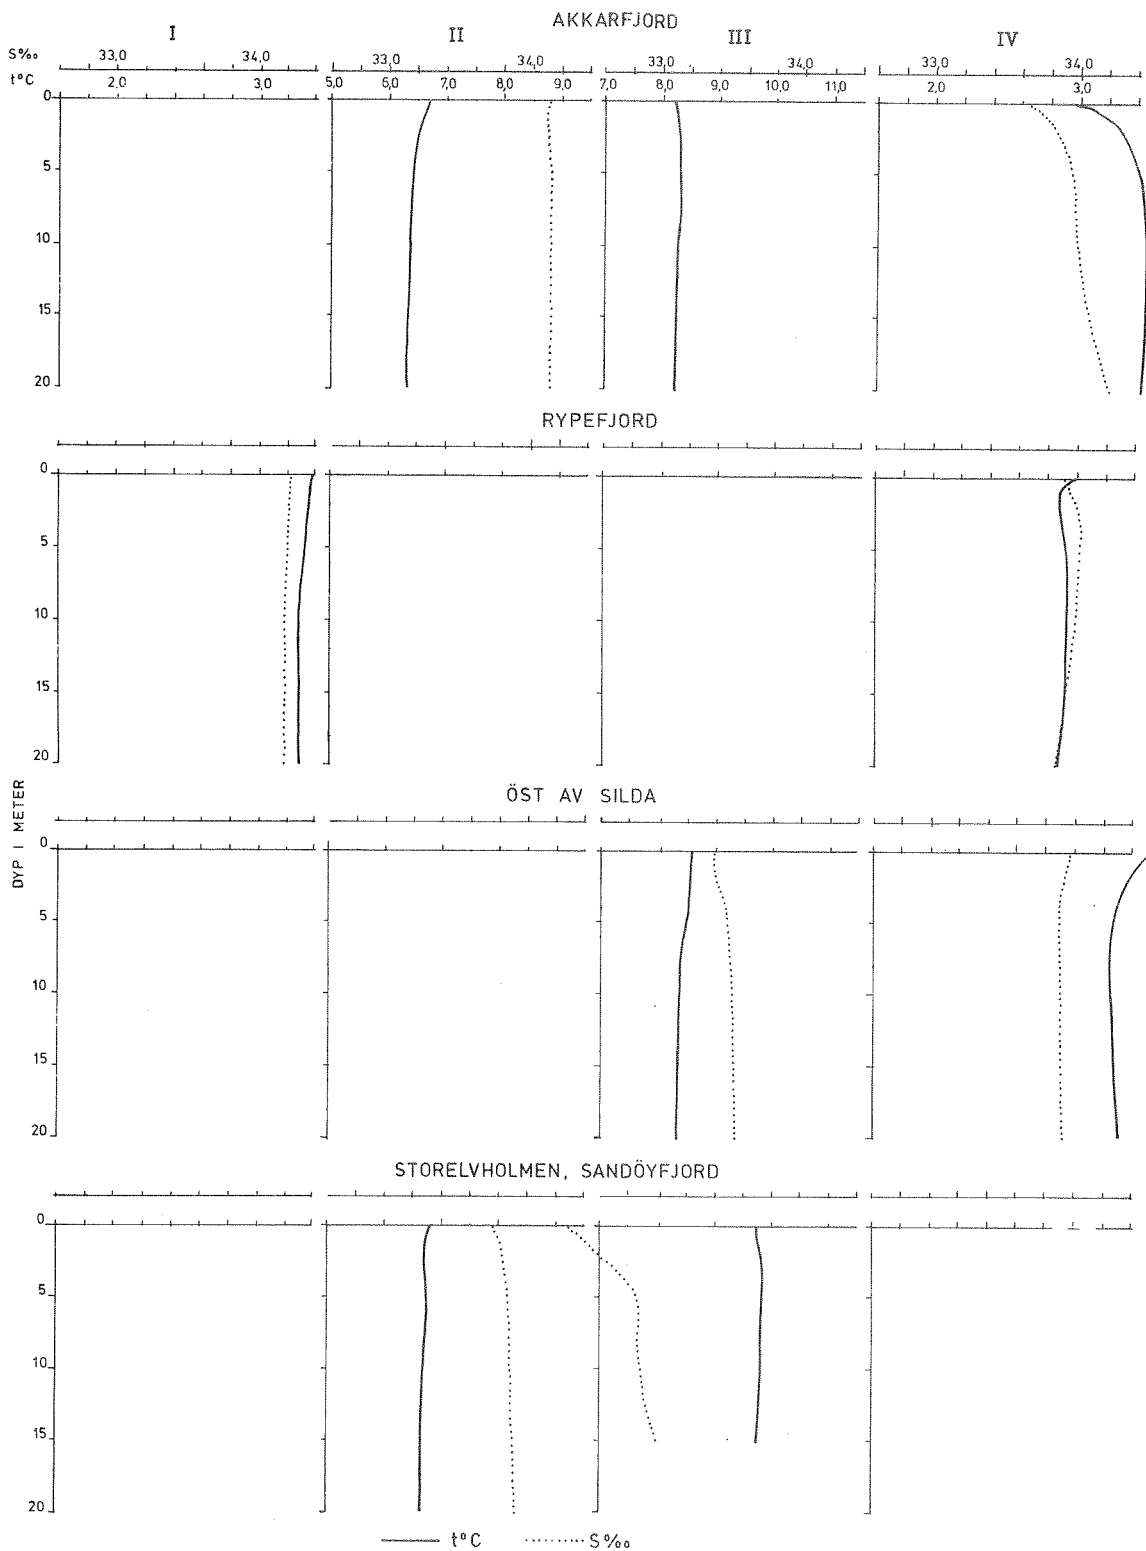 AKKARFJORD
I II III IV
S‰ 33,0 34,0 33,0 34,0 33,0 34,0 33,0 34,0
t°C 2,0 3,0 5,0 6,0 7,0 8,0 9,0 7,0 8,0 9,0 10,0 11,0 2,0 3,0
0
5
10
15
20
RYPEFJORD
0
5
10
15
20
ÖST AV SILDA
DYP I METER
0
5
10
15
20
STORELVHOLMEN, SANDÖYFJORD
0
5
10
15
20
t°C S‰